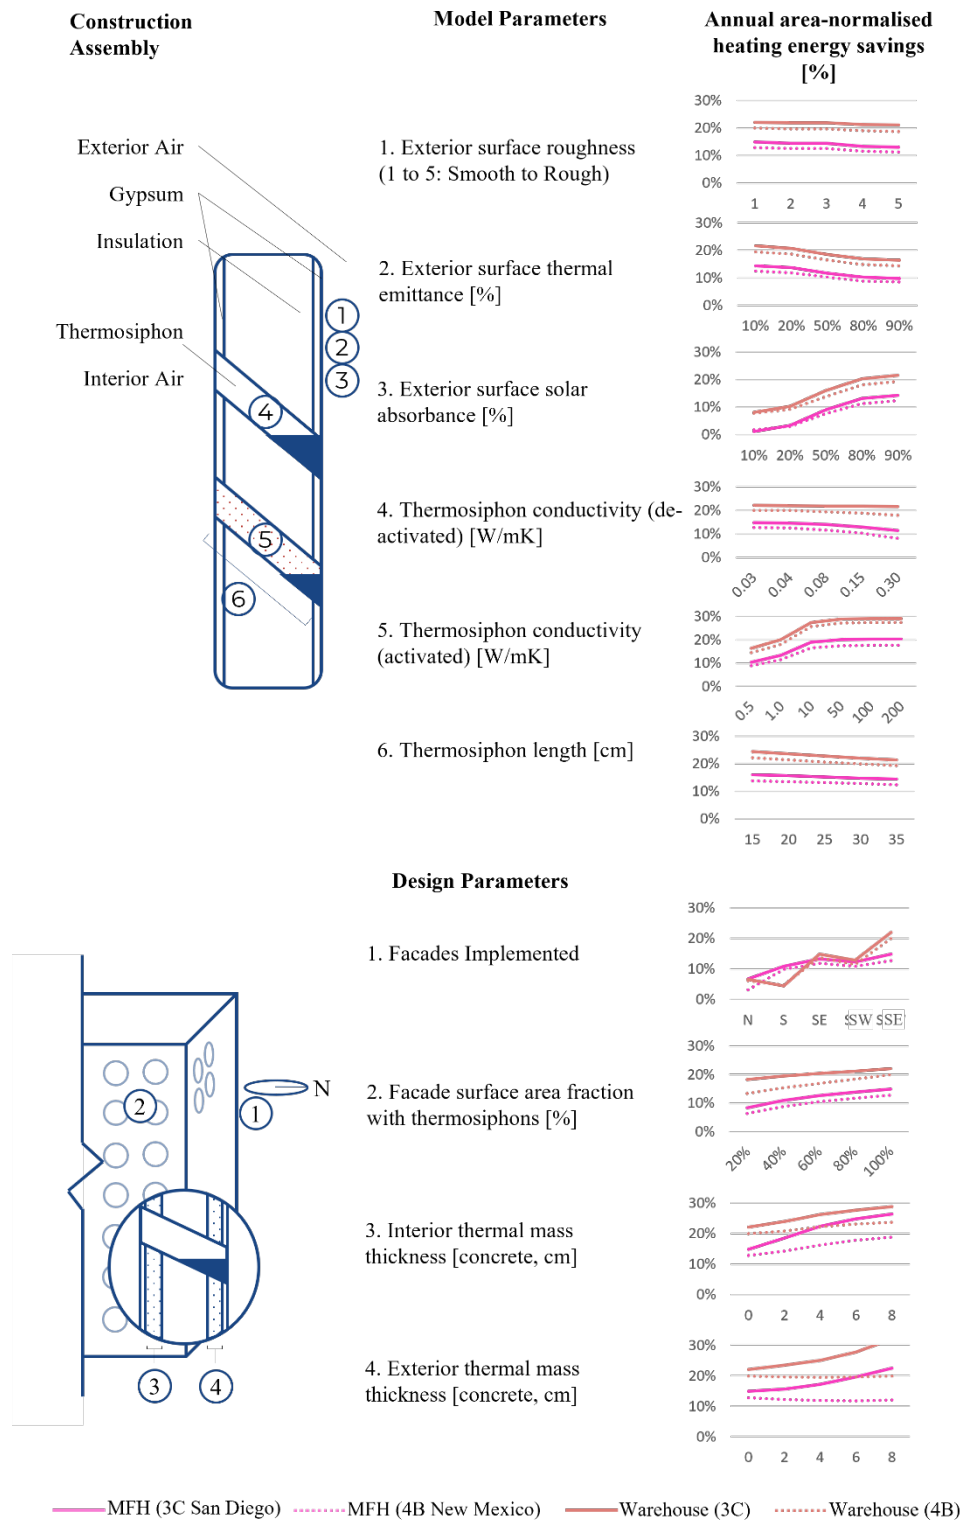 Construction
Assembly
Model Parameters
Annual area-normalised
heating energy savings
[%]
Exterior Air
Gypsum
Insulation
Thermosiphon
Interior Air
1
2
3
4
5
6
1. Exterior surface roughness
(1 to 5: Smooth to Rough)
30%
20%
10%
0%
1 2 3 4 5
2. Exterior surface thermal
emittance [%]
30%
20%
10%
0%
10% 20% 50% 80% 90%
3. Exterior surface solar
absorbance [%]
30%
20%
10%
0%
10% 20% 50% 80% 90%
4. Thermosiphon conductivity (de-
activated) [W/mK]
30%
20%
10%
0%
0.03 0.04 0.08 0.15 0.30
5. Thermosiphon conductivity
(activated) [W/mK]
30%
20%
10%
0%
0.5 1.0 10 50 100 200
6. Thermosiphon length [cm]
30%
20%
10%
0%
15 20 25 30 35
Design Parameters
N
1
2
3
4
1. Facades Implemented
30%
20%
10%
0%
N S SE SW SE
2. Facade surface area fraction
with thermosiphons [%]
30%
20%
10%
0%
20% 40% 60% 80% 100%
3. Interior thermal mass
thickness [concrete, cm]
30%
20%
10%
0%
0 2 4 6 8
4. Exterior thermal mass
thickness [concrete, cm]
30%
20%
10%
0%
0 2 4 6 8
MFH (3C San Diego) MFH (4B New Mexico) Warehouse (3C) Warehouse (4B)